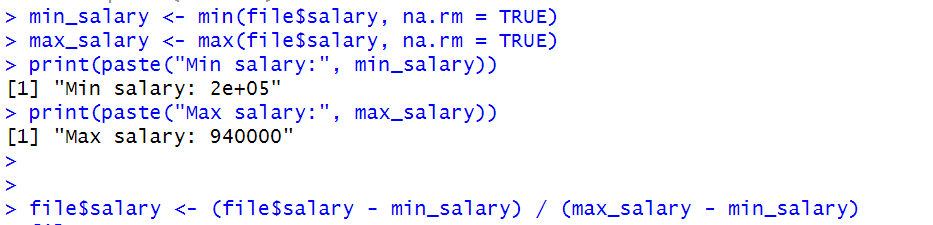 > min_salary <- min(file$salary, na.rm = TRUE)
> max_salary <- max(file$salary, na.rm = TRUE)
> print(paste("Min salary:", min_salary))
[1] "Min salary: 2e+05"
> print(paste("Max salary:", max_salary))
[1] "Max salary: 940000"
>
>
> file$salary <- (file$salary - min_salary) / (max_salary - min_salary)